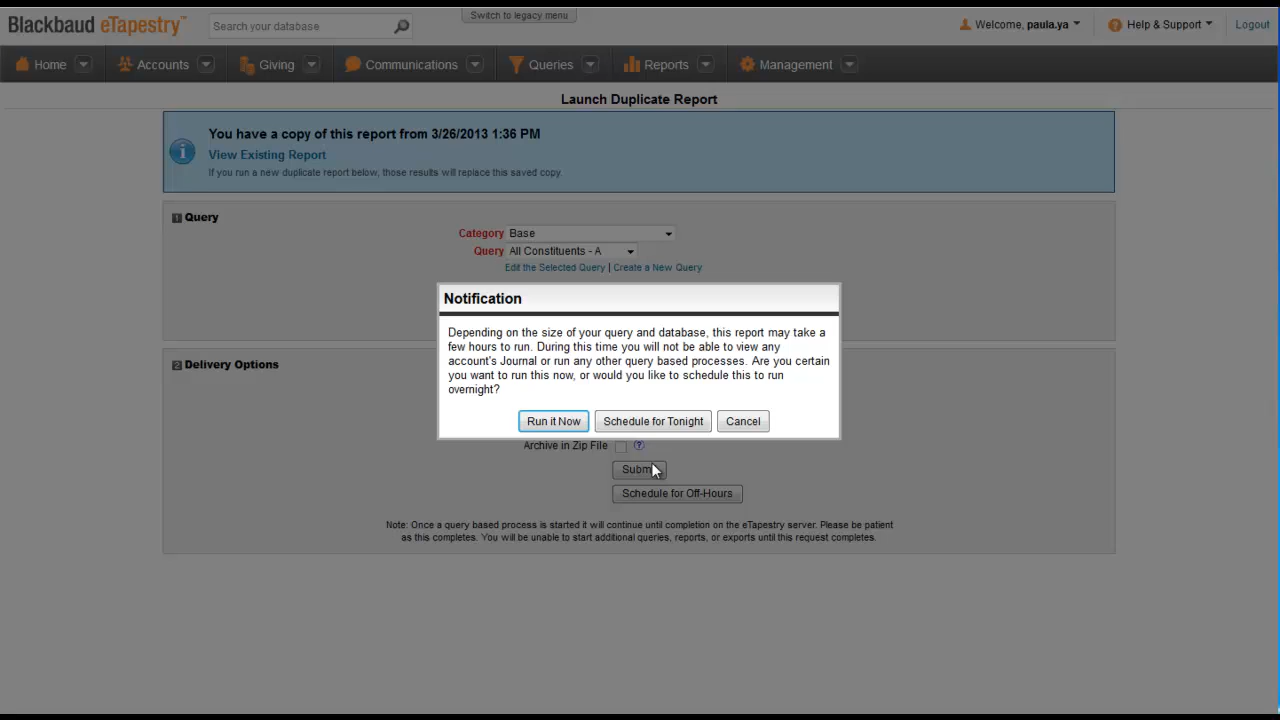 Switch to legacy menu
Blackbaud eTapestry™
Search your database
Welcome, paula.ya
Help & Support
Logout
Home
Accounts
Giving
Communications
Queries
Reports
Management
Launch Duplicate Report
You have a copy of this report from 3/26/2013 1:36 PM
View Existing Report
If you run a new duplicate report below, those results will replace this saved copy.
1 Query
Category Base
Query All Constituents - A
Edit the Selected Query | Create a New Query
Notification
Depending on the size of your query and database, this report may take a
few hours to run. During this time you will not be able to view any
account's Journal or run any other query based processes. Are you certain
you want to run this now, or would you like to schedule this to run
overnight?
Run it Now
Schedule for Tonight
Cancel
2 Delivery Options
Archive in Zip File ?
Subm
Schedule for Off-Hours
Note: Once a query based process is started it will continue until completion on the eTapestry server. Please be patient
as this completes. You will be unable to start additional queries, reports, or exports until this request completes.